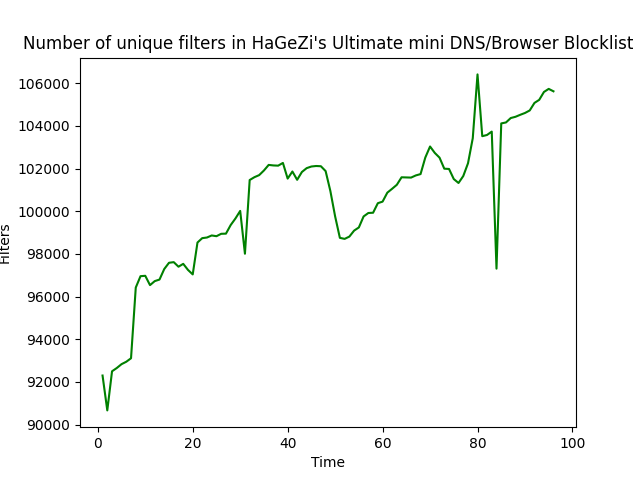 Number of unique filters in HaGeZi's Ultimate mini DNS/Browser Blocklist
106000
104000
102000
100000
98000
96000
94000
92000
90000
Filters
0 20 40 60 80 100
Time